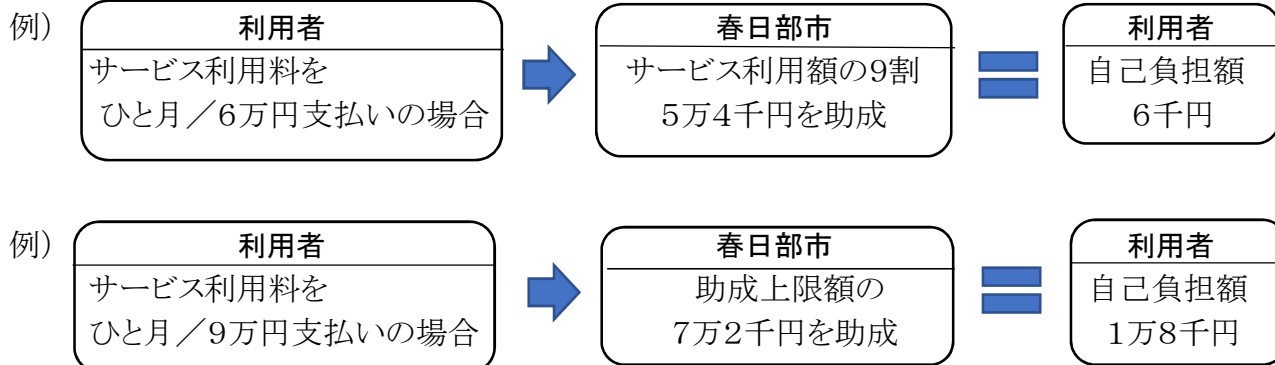 例）
利用者
サービス利用料を
ひと月／６万円支払いの場合
春日部市
サービス利用額の９割
５万４千円を助成
利用者
自己負担額
６千円
例）
利用者
サービス利用料を
ひと月／９万円支払いの場合
春日部市
助成上限額の
７万２千円を助成
利用者
自己負担額
１万８千円